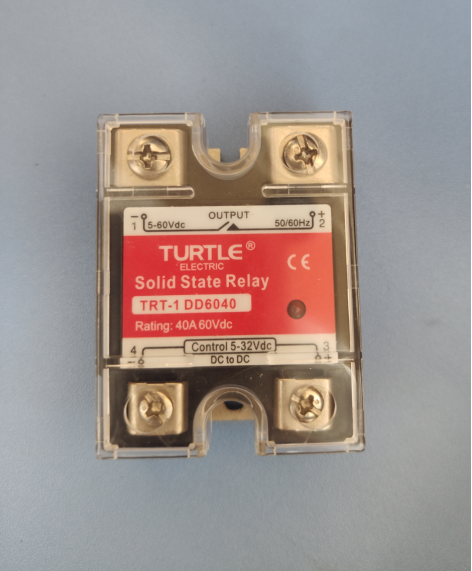 OUTPUT
− 5-60Vdc 50/60Hz +
1 2
TURTLE®
ELECTRIC
CE
Solid State Relay
TRT-1 DD6040
Rating: 40A 60Vdc
4 Control 5-32Vdc 3
− DC to DC +